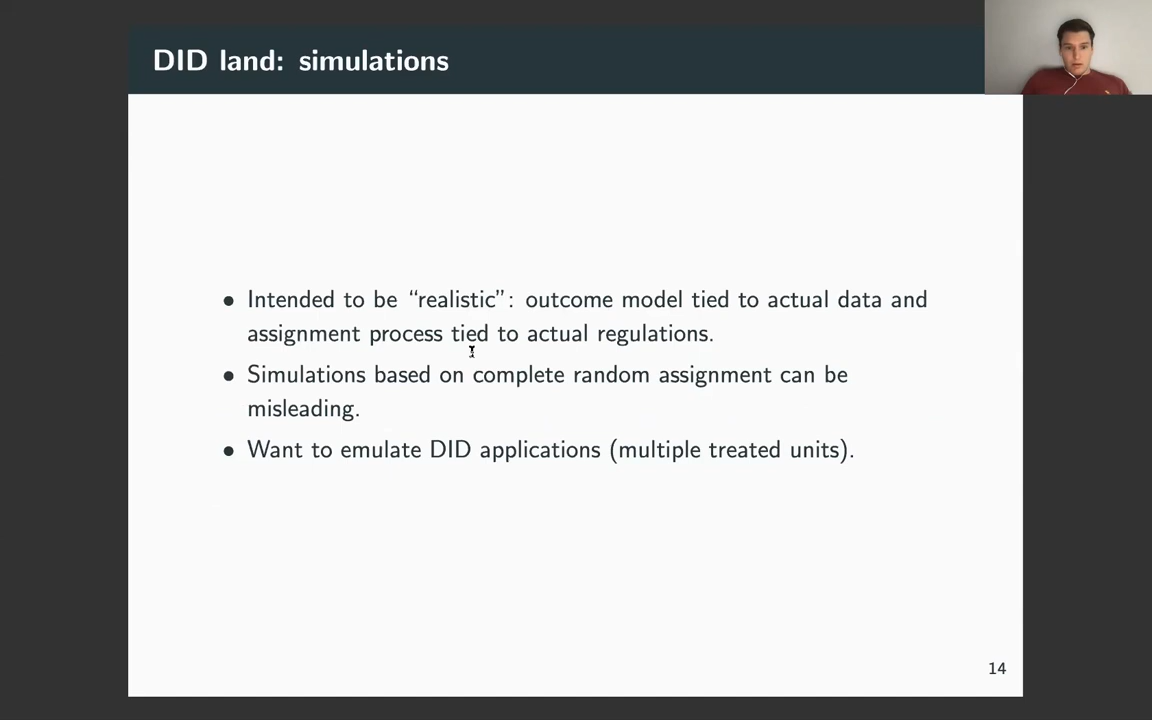 DID land: simulations
• Intended to be “realistic”: outcome model tied to actual data and
assignment process tied to actual regulations.
• Simulations based on complete random assignment can be
misleading.
• Want to emulate DID applications (multiple treated units).
14